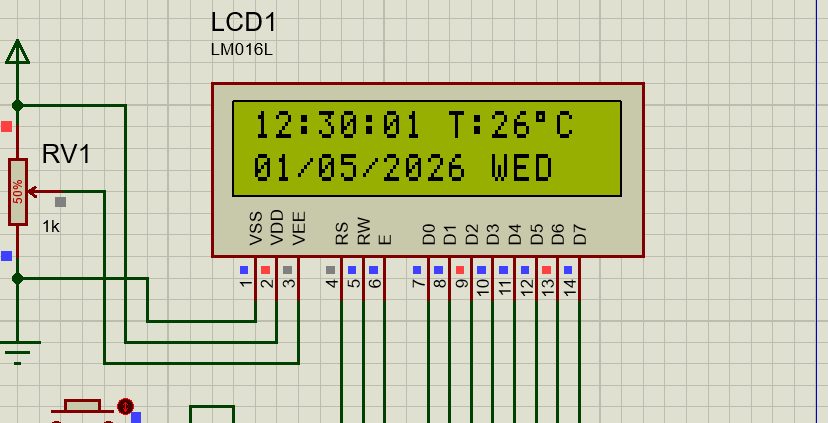 LCD1
LM016L
12:30:01 T:26°C
01/05/2026 WED
RV1
50%
1k
VSS VDD VEE RS RW E D0 D1 D2 D3 D4 D5 D6 D7
1 2 3 4 5 6 7 8 9 10 11 12 13 14